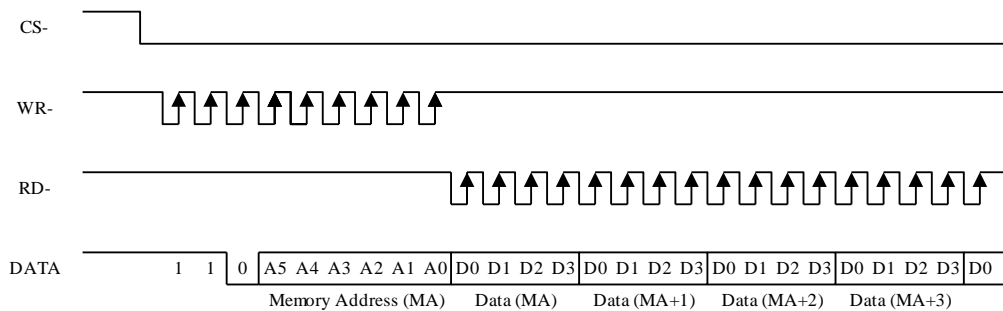 CS-
WR-
RD-
DATA 1 1 0 A5 A4 A3 A2 A1 A0 D0 D1 D2 D3 D0 D1 D2 D3 D0 D1 D2 D3 D0 D1 D2 D3 D0
Memory Address (MA) Data (MA) Data (MA+1) Data (MA+2) Data (MA+3)